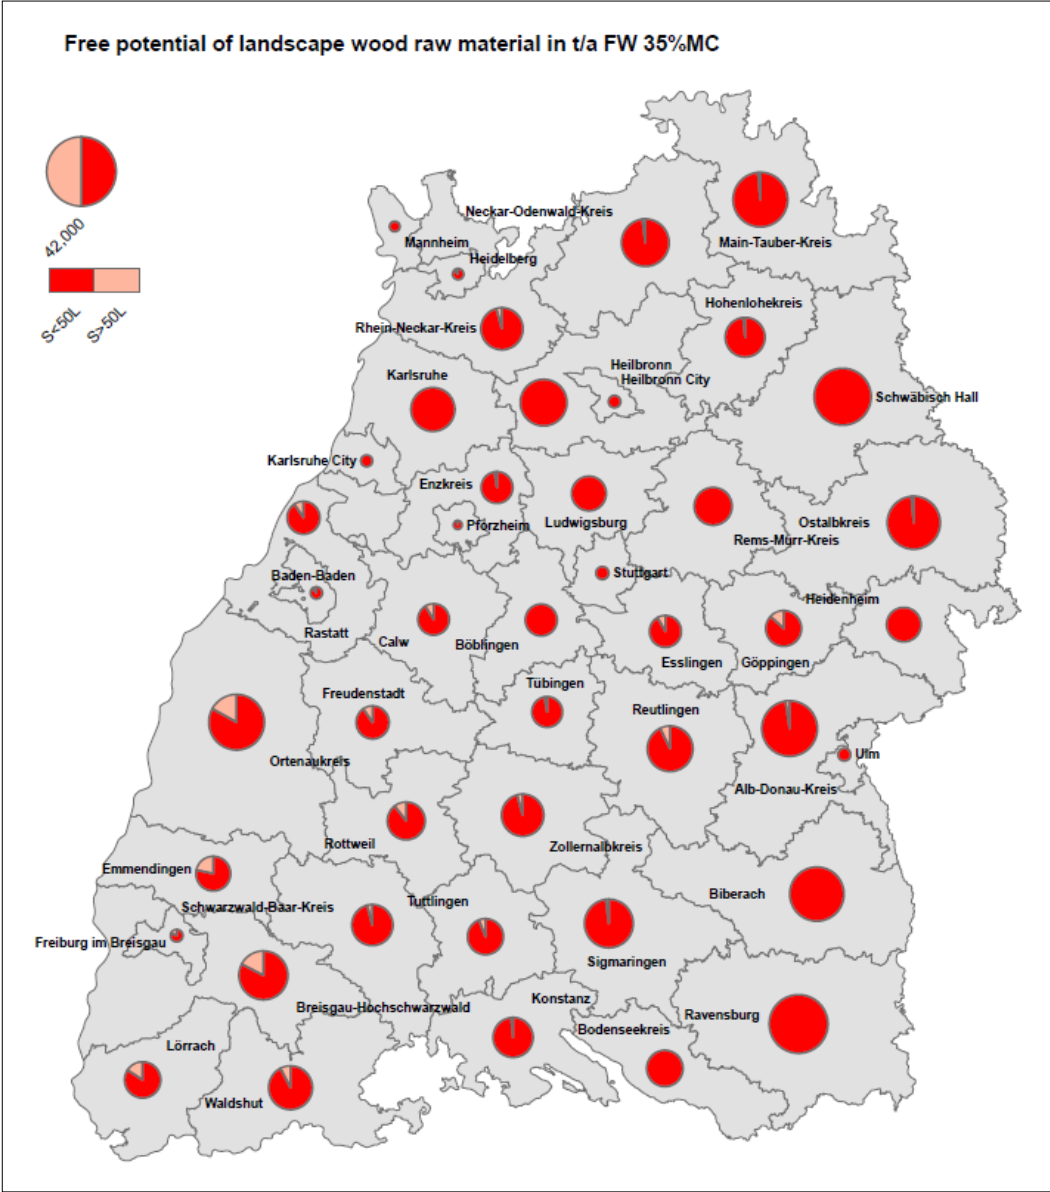 Free potential of landscape wood raw material in t/a FW 35%MC
42,000
S<50L
S>50L
Neckar-Odenwald-Kreis
Mannheim
Main-Tauber-Kreis
Heidelberg
Hohenlohekreis
Rhein-Neckar-Kreis
Heilbronn
Karlsruhe
Heilbronn City
Schwäbisch Hall
Karlsruhe City
Enzkreis
Pforzheim
Ludwigsburg
Ostalbkreis
Rems-Murr-Kreis
Stuttgart
Baden-Baden
Heidenheim
Rastatt
Calw
Böblingen
Esslingen
Göppingen
Tübingen
Freudenstadt
Reutlingen
Ulm
Ortenaukreis
Alb-Donau-Kreis
Rottweil
Zollernalbkreis
Emmendingen
Biberach
Tuttlingen
Schwarzwald-Baar-Kreis
Freiburg im Breisgau
Sigmaringen
Konstanz
Breisgau-Hochschwarzwald
Ravensburg
Bodenseekreis
Lörrach
Waldshut